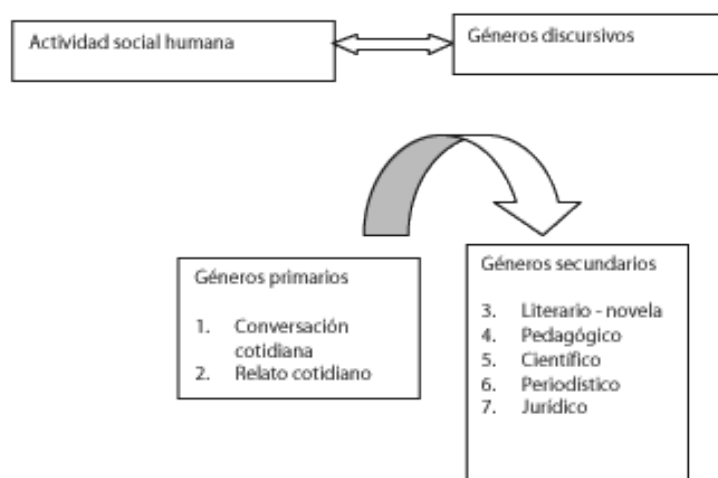 Actividad social humana
Géneros discursivos
Géneros primarios
1. Conversación
cotidiana
2. Relato cotidiano
Géneros secundarios
3. Literario - novela
4. Pedagógico
5. Científico
6. Periodístico
7. Jurídico